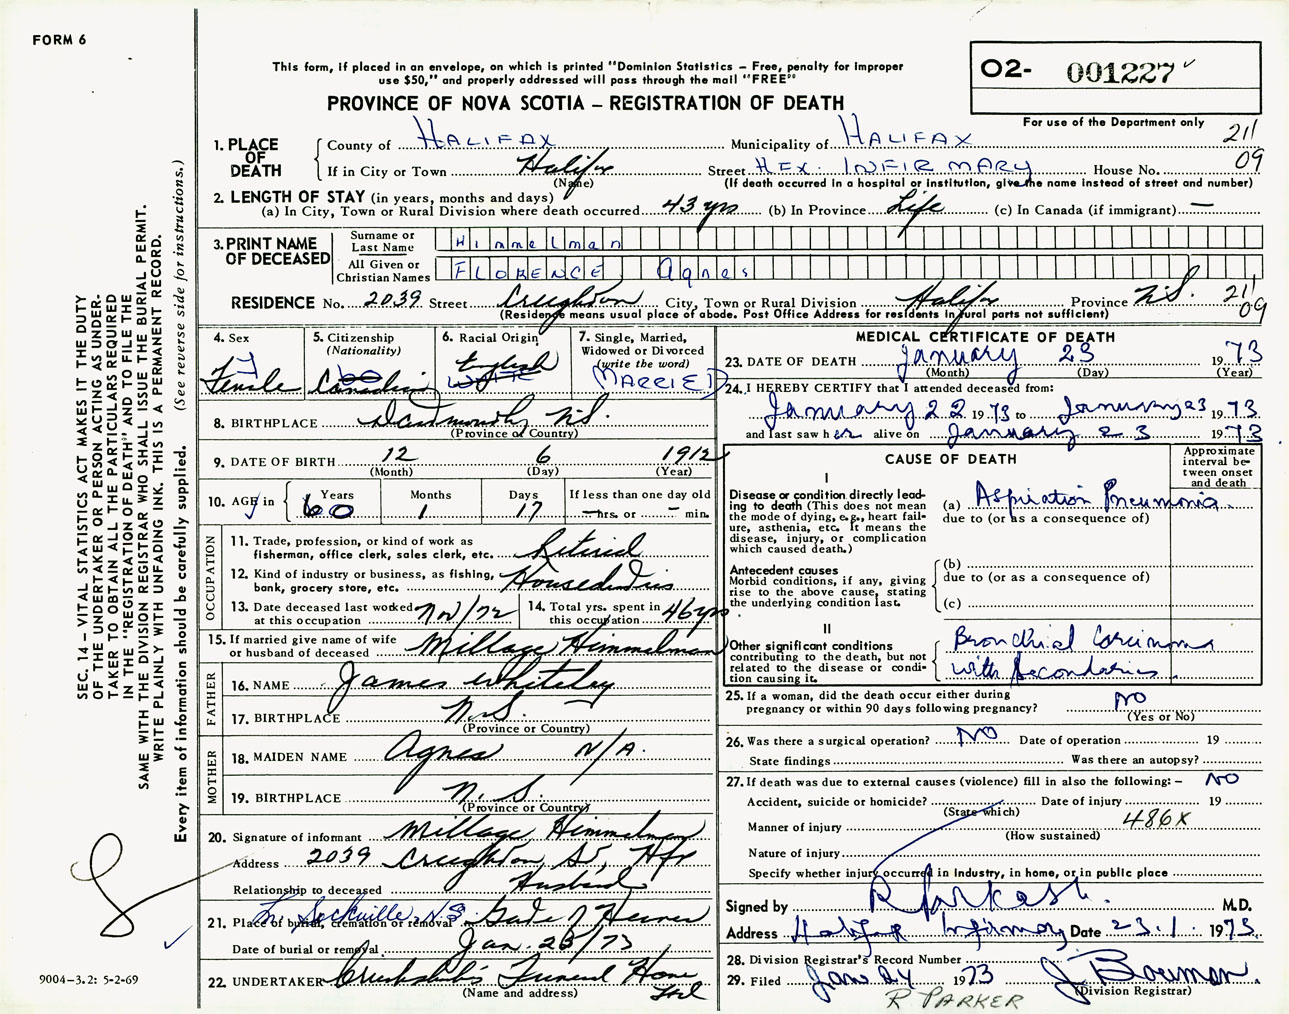 FORM 6
This form, if placed in an envelope, on which is printed "Dominion Statistics – Free, penalty for improper
use $50," and properly addressed will pass through the mail "FREE"
PROVINCE OF NOVA SCOTIA – REGISTRATION OF DEATH
O2- 001227
For use of the Department only
211
09
1. PLACE OF DEATH
County of HALIFAX Municipality of HALIFAX
If in City or Town Halifax Street HFX. INFIRMARY House No.
(Name) (If death occurred in a hospital or institution, give the name instead of street and number)
2. LENGTH OF STAY (in years, months and days)
(a) In City, Town or Rural Division where death occurred 43 yrs (b) In Province Life (c) In Canada (if immigrant) —
3. PRINT NAME OF DECEASED
Surname or Last Name Himmelman
All Given or Christian Names FLORENCE Agnes
RESIDENCE No. 2039 Street Creighton City, Town or Rural Division Halifax Province N.S. 211
09
(Residence means usual place of abode. Post Office Address for residents in rural parts not sufficient)
4. Sex Female
5. Citizenship (Nationality) Canadian
6. Racial Origin English
7. Single, Married, Widowed or Divorced (write the word) MARRIED
8. BIRTHPLACE Dartmouth N.S.
(Province or Country)
9. DATE OF BIRTH 12 6 1912
(Month) (Day) (Year)
10. AGE in Years 60 Months 1 Days 17 If less than one day old — hrs. or — min.
OCCUPATION
11. Trade, profession, or kind of work as fisherman, office clerk, sales clerk, etc. Retired
12. Kind of industry or business, as fishing, bank, grocery store, etc. Houseduties
13. Date deceased last worked at this occupation Nov/72 14. Total yrs. spent in this occupation 46 yrs
15. If married give name of wife or husband of deceased Millage Himmelman
FATHER
16. NAME James Whiteley
17. BIRTHPLACE N.S.
(Province or Country)
MOTHER
18. MAIDEN NAME Agnes N/A.
19. BIRTHPLACE N.S.
(Province or Country)
20. Signature of informant Millage Himmelman
Address 2039 Creighton St, Hfx
Relationship to deceased Husband
21. Place of burial, cremation or removal Sackville, N.S. Gate of Heaven
Date of burial or removal Jan. 25/73
22. UNDERTAKER Cruikshank's Funeral Home Ltd
(Name and address)
MEDICAL CERTIFICATE OF DEATH
23. DATE OF DEATH January 23 1973
(Month) (Day) (Year)
24. I HEREBY CERTIFY that I attended deceased from:
January 22 1973 to January 23 1973
and last saw her alive on January 23 1973
CAUSE OF DEATH
Approximate interval between onset and death
I
Disease or condition directly leading to death (This does not mean the mode of dying, e.g., heart failure, asthenia, etc. It means the disease, injury, or complication which caused death.)
(a) Aspiration Pneumonia
due to (or as a consequence of)
Antecedent causes
Morbid conditions, if any, giving rise to the above cause, stating the underlying condition last.
(b)
due to (or as a consequence of)
(c)
II
Other significant conditions contributing to the death, but not related to the disease or condition causing it.
Bronchial Carcinoma
with Secondaries
25. If a woman, did the death occur either during pregnancy or within 90 days following pregnancy? NO
(Yes or No)
26. Was there a surgical operation? NO Date of operation 19
State findings Was there an autopsy?
27. If death was due to external causes (violence) fill in also the following: – NO
Accident, suicide or homicide? Date of injury 19
(State which)
Manner of injury 486X
(How sustained)
Nature of injury
Specify whether injury occurred in Industry, in home, or in public place
Signed by R Parker M.D.
Address Halifax Infirmary Date 23.1.1973
28. Division Registrar's Record Number
29. Filed Jan 24 1973 J Bowman
(Division Registrar)
R PARKER
SEC. 14 – VITAL STATISTICS ACT MAKES IT THE DUTY
OF THE UNDERTAKER OR PERSON ACTING AS UNDER-
TAKER TO OBTAIN ALL THE PARTICULARS REQUIRED
IN THE "REGISTRATION OF DEATH" AND TO FILE THE
SAME WITH THE DIVISION REGISTRAR WHO SHALL ISSUE THE BURIAL PERMIT.
WRITE PLAINLY WITH UNFADING INK. THIS IS A PERMANENT RECORD.
Every item of information should be carefully supplied. (See reverse side for instructions.)
9004–3.2: 5-2-69